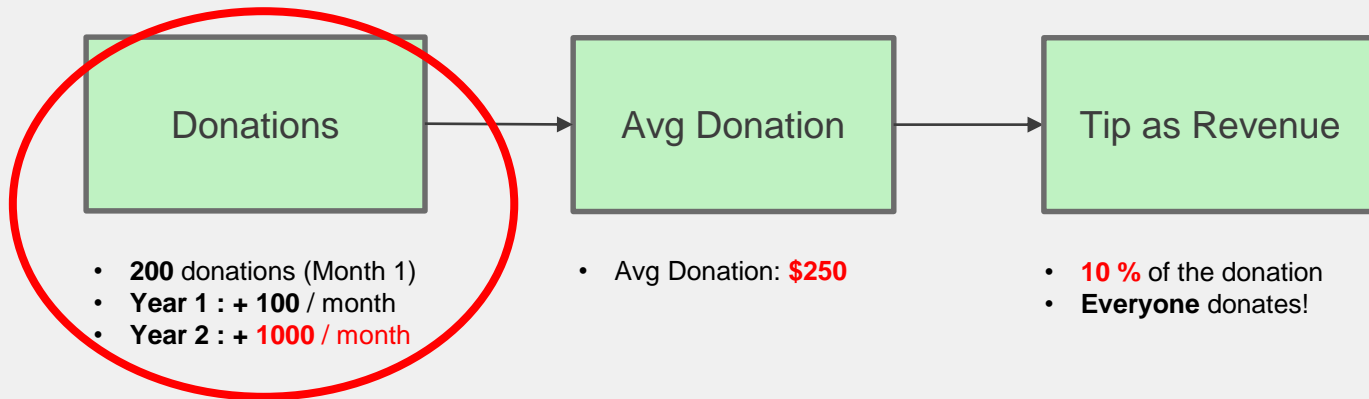 Donations
Avg Donation
Tip as Revenue
• 200 donations (Month 1)
• Year 1 : + 100 / month
• Year 2 : + 1000 / month
• Avg Donation: $250
• 10 % of the donation
• Everyone donates!